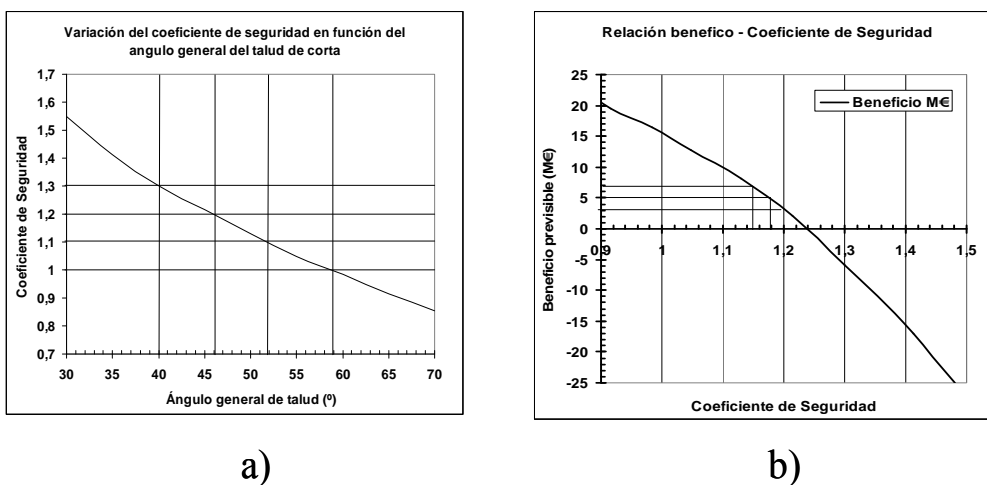 Variación del coeficiente de seguridad en función del
angulo general del talud de corta
1,7
1,6
1,5
1,4
1,3
1,2
1,1
1
0,9
0,8
0,7
Coeficiente de Seguridad
30 35 40 45 50 55 60 65 70
Ángulo general de talud (º)
a)
Relación benefico - Coeficiente de Seguridad
Beneficio M€
25
20
15
10
5
0
-5
-10
-15
-20
-25
Beneficio previsible (M€)
0,9 1 1,1 1,2 1,3 1,4 1,5
Coeficiente de Seguridad
b)